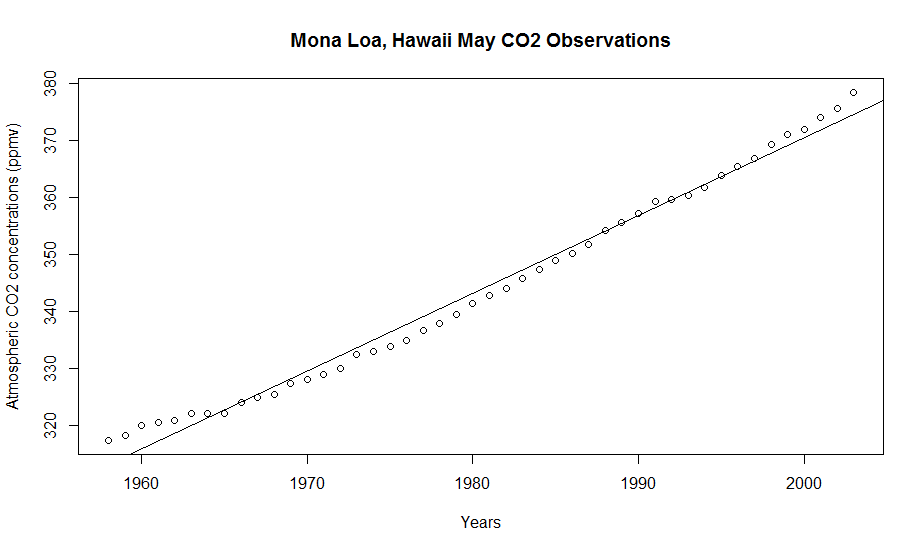 Mona Loa, Hawaii May CO2 Observations
Atmospheric CO2 concentrations (ppmv)
380
370
360
350
340
330
320
1960 1970 1980 1990 2000
Years